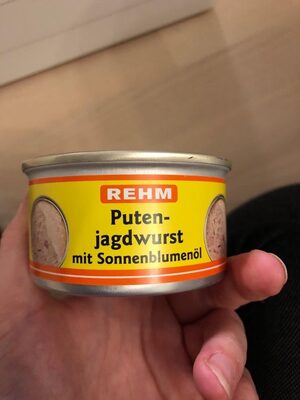 REHM
Puten-
jagdwurst
mit Sonnenblumenöl